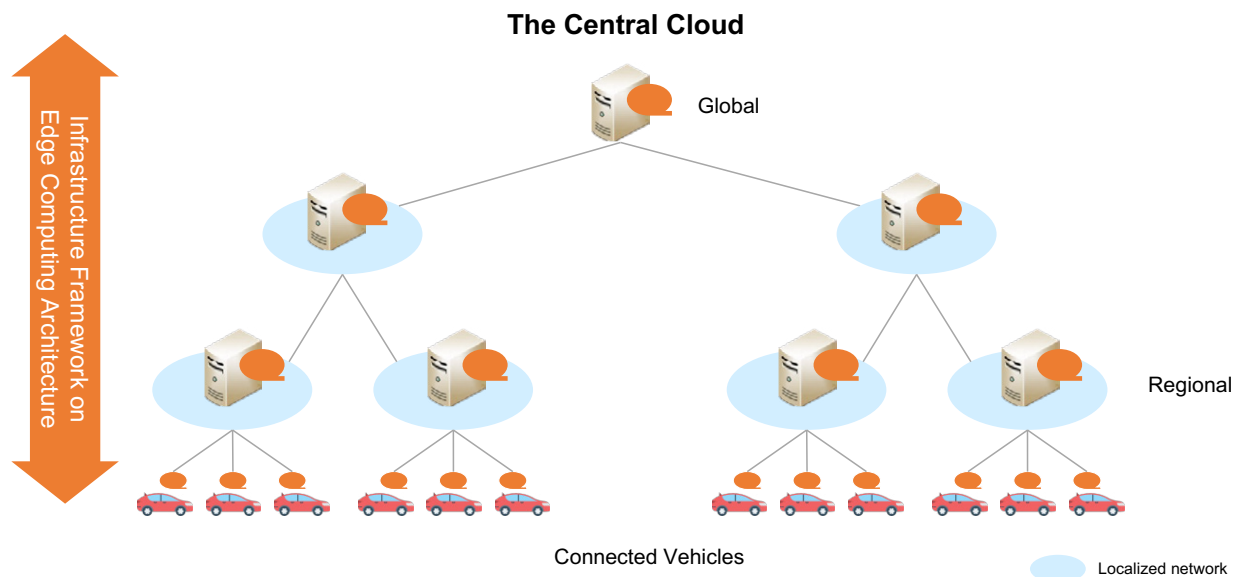 The Central Cloud
Global
Infrastructure Framework on
Edge Computing Architecture
Regional
Connected Vehicles
Localized network